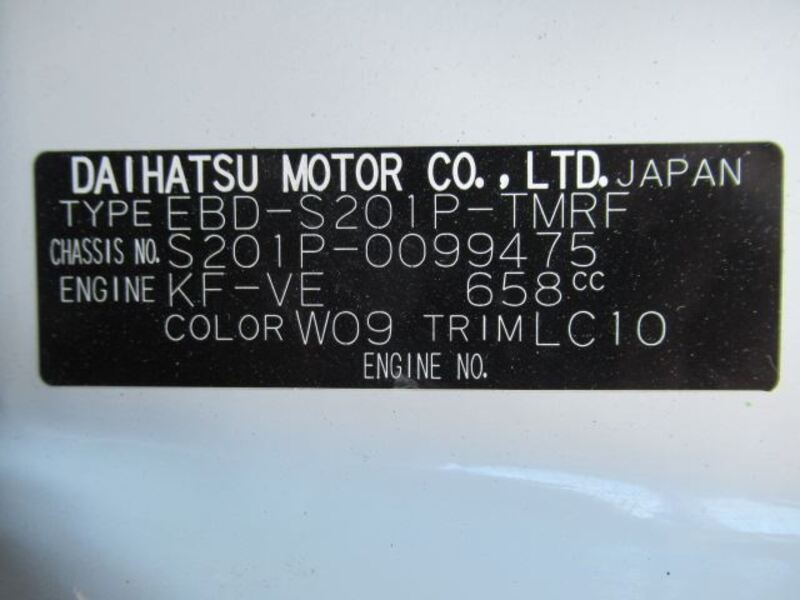 DAIHATSU MOTOR CO., LTD. JAPAN
TYPE EBD-S201P-TMRF
CHASSIS NO. S201P-0099475
ENGINE KF-VE 658cc
COLOR W09 TRIM LC10
ENGINE NO.